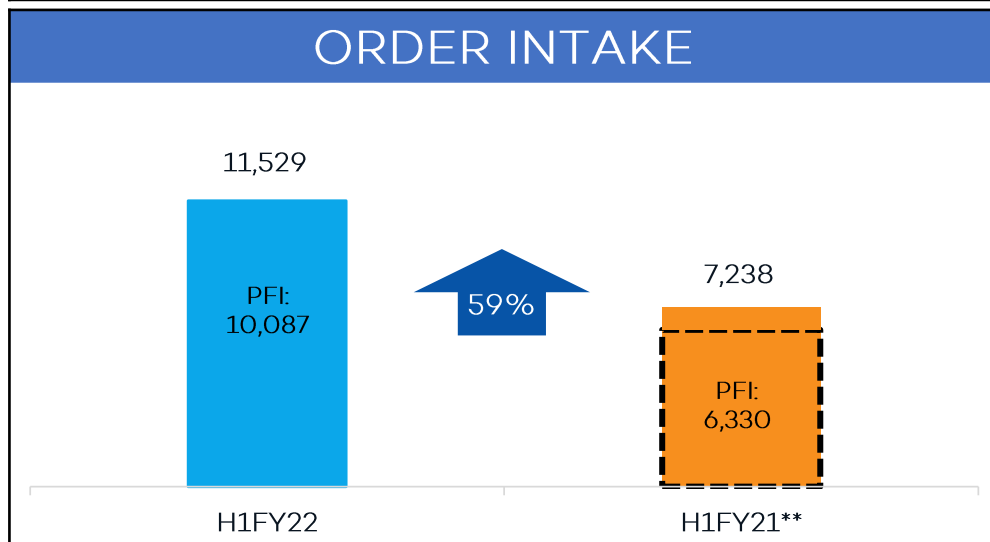 ORDER INTAKE
11,529
PFI:
10,087
59%
7,238
PFI:
6,330
H1FY22
H1FY21**